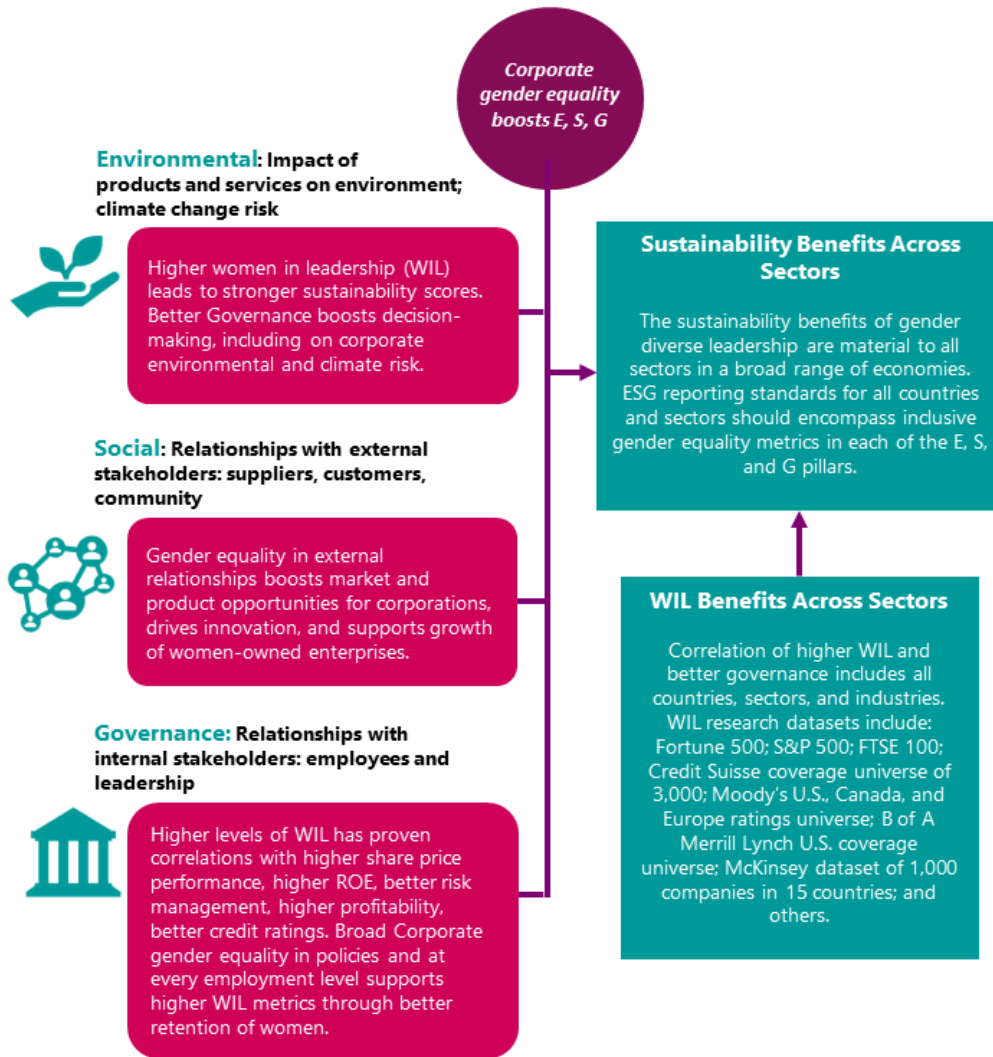 Corporate
gender equality
boosts E, S, G
Environmental: Impact of
products and services on environment;
climate change risk
Higher women in leadership (WIL)
leads to stronger sustainability scores.
Better Governance boosts decision-
making, including on corporate
environmental and climate risk.
Social: Relationships with external
stakeholders: suppliers, customers,
community
Gender equality in external
relationships boosts market and
product opportunities for corporations,
drives innovation, and supports growth
of women-owned enterprises.
Governance: Relationships with
internal stakeholders: employees and
leadership
Higher levels of WIL has proven
correlations with higher share price
performance, higher ROE, better risk
management, higher profitability,
better credit ratings. Broad Corporate
gender equality in policies and at
every employment level supports
higher WIL metrics through better
retention of women.
Sustainability Benefits Across
Sectors
The sustainability benefits of gender
diverse leadership are material to all
sectors in a broad range of economies.
ESG reporting standards for all countries
and sectors should encompass inclusive
gender equality metrics in each of the E, S,
and G pillars.
WIL Benefits Across Sectors
Correlation of higher WIL and
better governance includes all
countries, sectors, and industries.
WIL research datasets include:
Fortune 500; S&P 500; FTSE 100;
Credit Suisse coverage universe of
3,000; Moody's U.S., Canada, and
Europe ratings universe; B of A
Merrill Lynch U.S. coverage
universe; McKinsey dataset of 1,000
companies in 15 countries; and
others.